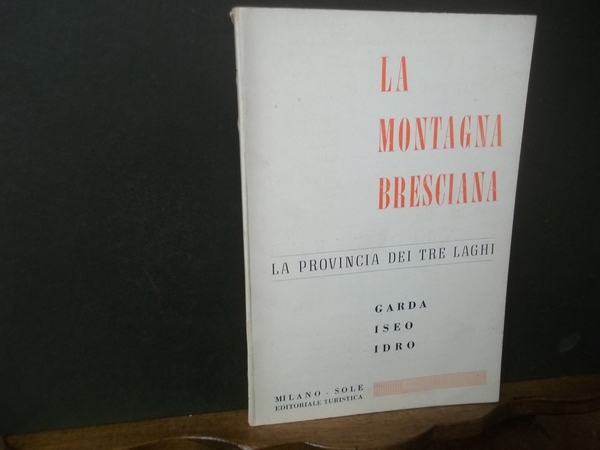 LA
MONTAGNA
BRESCIANA
LA PROVINCIA DEI TRE LAGHI
GARDA
ISEO
IDRO
MILANO - SOLE
EDITORIALE TURISTICA